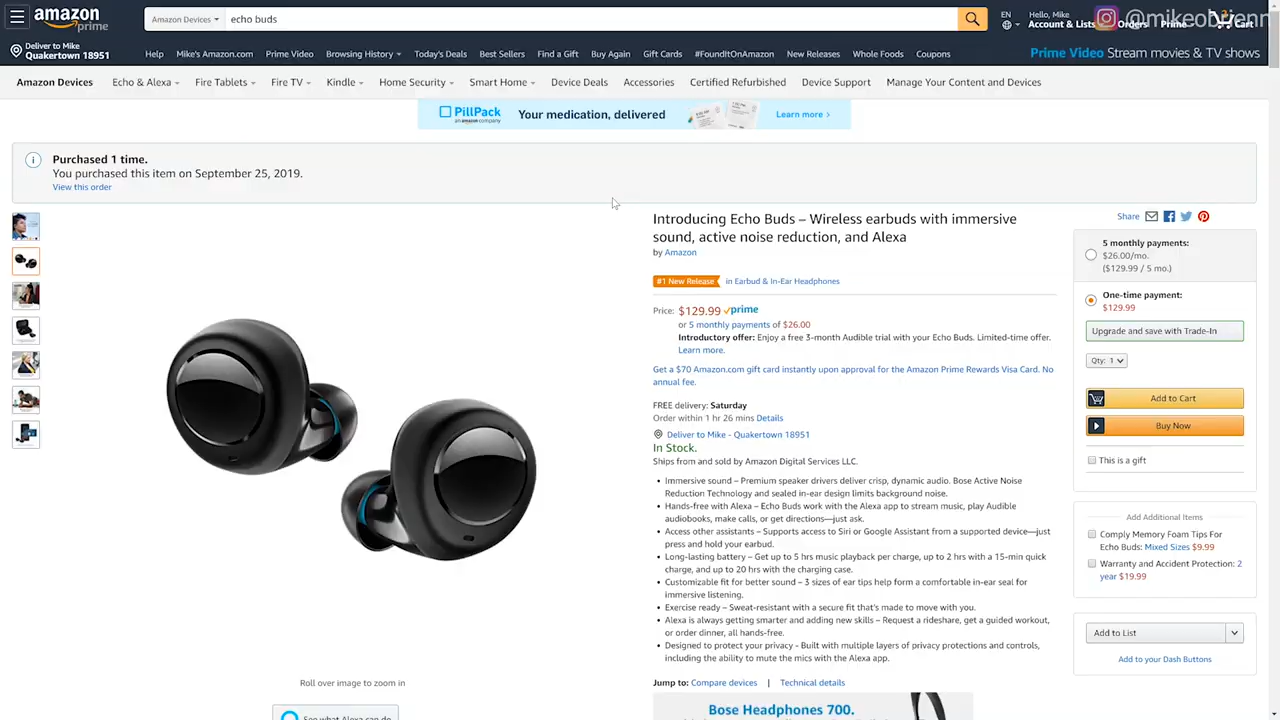 amazon
prime
Amazon Devices
echo buds
EN
Hello, Mike
Account & Lists
Orders
Prime
Cart
@mikeobrienn
Deliver to Mike
Quakertown 18951
Help
Mike's Amazon.com
Prime Video
Browsing History
Today's Deals
Best Sellers
Find a Gift
Buy Again
Gift Cards
#FoundItOnAmazon
New Releases
Whole Foods
Coupons
Prime Video Stream movies & TV shows
Amazon Devices
Echo & Alexa
Fire Tablets
Fire TV
Kindle
Home Security
Smart Home
Device Deals
Accessories
Certified Refurbished
Device Support
Manage Your Content and Devices
PillPack
an amazon company
Your medication, delivered
Learn more >
Purchased 1 time.
You purchased this item on September 25, 2019.
View this order
Introducing Echo Buds – Wireless earbuds with immersive
sound, active noise reduction, and Alexa
by Amazon
#1 New Release in Earbud & In-Ear Headphones
Price: $129.99 prime
or 5 monthly payments of $26.00
Introductory offer: Enjoy a free 3-month Audible trial with your Echo Buds. Limited-time offer.
Learn more.
Get a $70 Amazon.com gift card instantly upon approval for the Amazon Prime Rewards Visa Card. No
annual fee.
FREE delivery: Saturday
Order within 1 hr 26 mins Details
Deliver to Mike - Quakertown 18951
In Stock.
Ships from and sold by Amazon Digital Services LLC.
• Immersive sound – Premium speaker drivers deliver crisp, dynamic audio. Bose Active Noise
Reduction Technology and sealed in-ear design limits background noise.
• Hands-free with Alexa – Echo Buds work with the Alexa app to stream music, play Audible
audiobooks, make calls, or get directions—just ask.
• Access other assistants – Supports access to Siri or Google Assistant from a supported device—just
press and hold your earbud.
• Long-lasting battery – Get up to 5 hrs music playback per charge, up to 2 hrs with a 15-min quick
charge, and up to 20 hrs with the charging case.
• Customizable fit for better sound – 3 sizes of ear tips help form a comfortable in-ear seal for
immersive listening.
• Exercise ready – Sweat-resistant with a secure fit that's made to move with you.
• Alexa is always getting smarter and adding new skills – Request a rideshare, get a guided workout,
or order dinner, all hands-free.
• Designed to protect your privacy - Built with multiple layers of privacy protections and controls,
including the ability to mute the mics with the Alexa app.
Jump to: Compare devices | Technical details
Bose Headphones 700.
Roll over image to zoom in
See what Alexa can do
Share
5 monthly payments:
$26.00/mo.
($129.99 / 5 mo.)
One-time payment:
$129.99
Upgrade and save with Trade-In
Qty: 1
Add to Cart
Buy Now
This is a gift
Add Additional Items
Comply Memory Foam Tips For
Echo Buds: Mixed Sizes $9.99
Warranty and Accident Protection: 2
year $19.99
Add to List
Add to your Dash Buttons